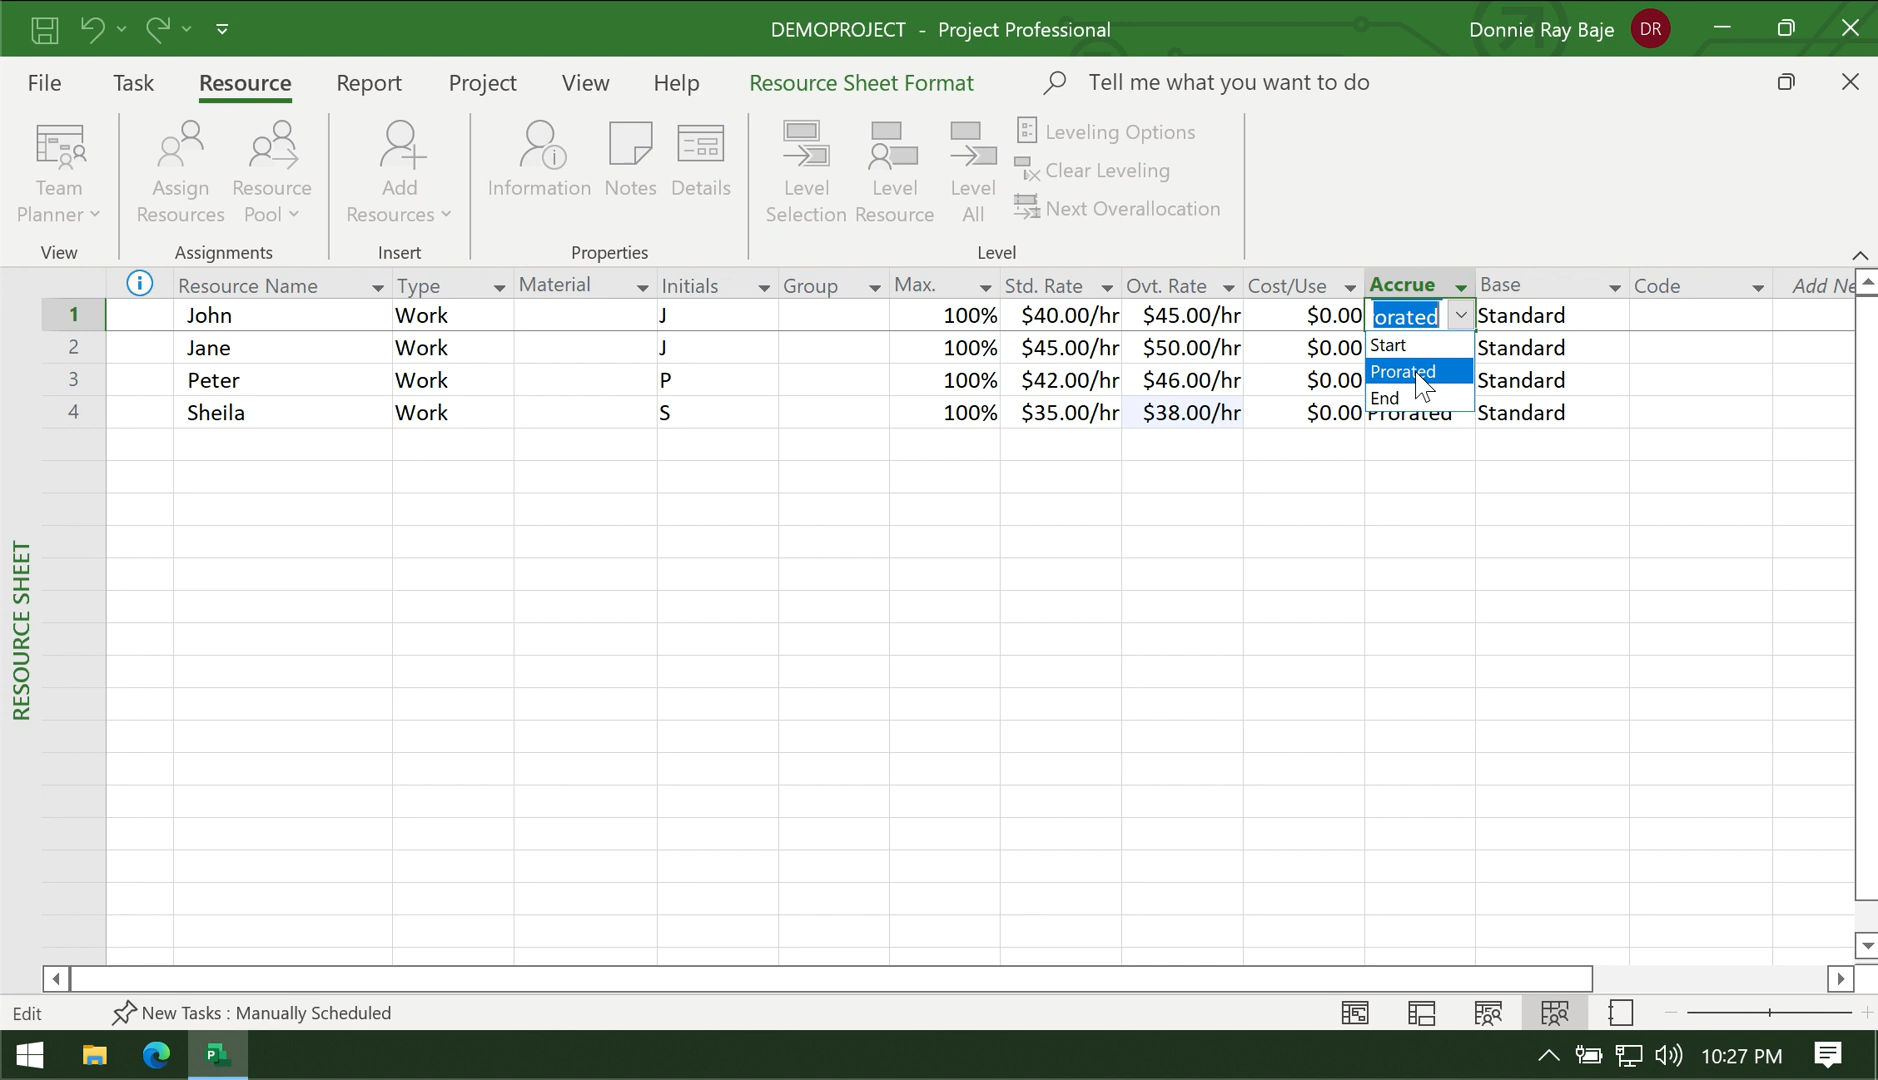 DEMOPROJECT - Project Professional
Donnie Ray Baje DR
File Task Resource Report Project View Help Resource Sheet Format Tell me what you want to do
Team Planner
View
Assign Resources
Resource Pool
Assignments
Add Resources
Insert
Information Notes Details
Properties
Level Selection
Level Resource
Level All
Leveling Options
Clear Leveling
Next Overallocation
Level
Resource Name Type Material Initials Group Max. Std. Rate Ovt. Rate Cost/Use Accrue Base Code Add Ne
1 John Work J 100% $40.00/hr $45.00/hr $0.00 orated Standard
2 Jane Work J 100% $45.00/hr $50.00/hr $0.00 Standard
3 Peter Work P 100% $42.00/hr $46.00/hr $0.00 Standard
4 Sheila Work S 100% $35.00/hr $38.00/hr $0.00 Prorated Standard
Start
Prorated
End
RESOURCE SHEET
Edit New Tasks : Manually Scheduled
10:27 PM